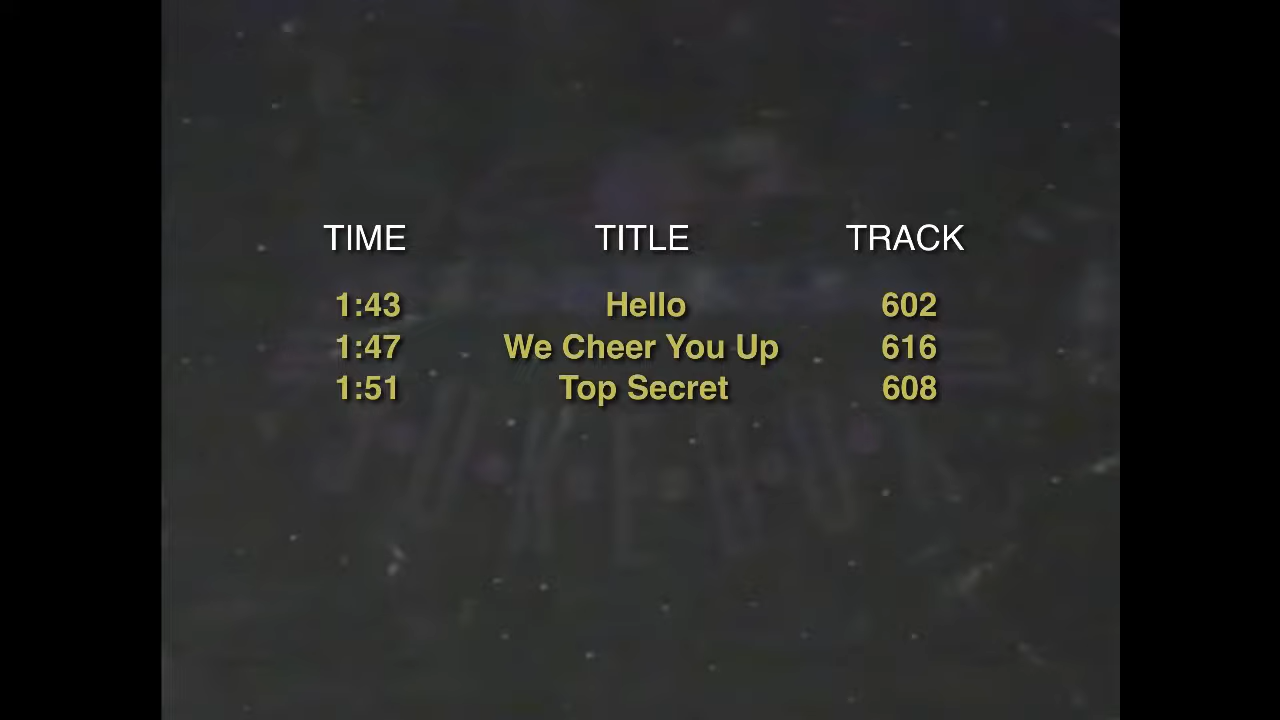 TIME TITLE TRACK
1:43 Hello 602
1:47 We Cheer You Up 616
1:51 Top Secret 608